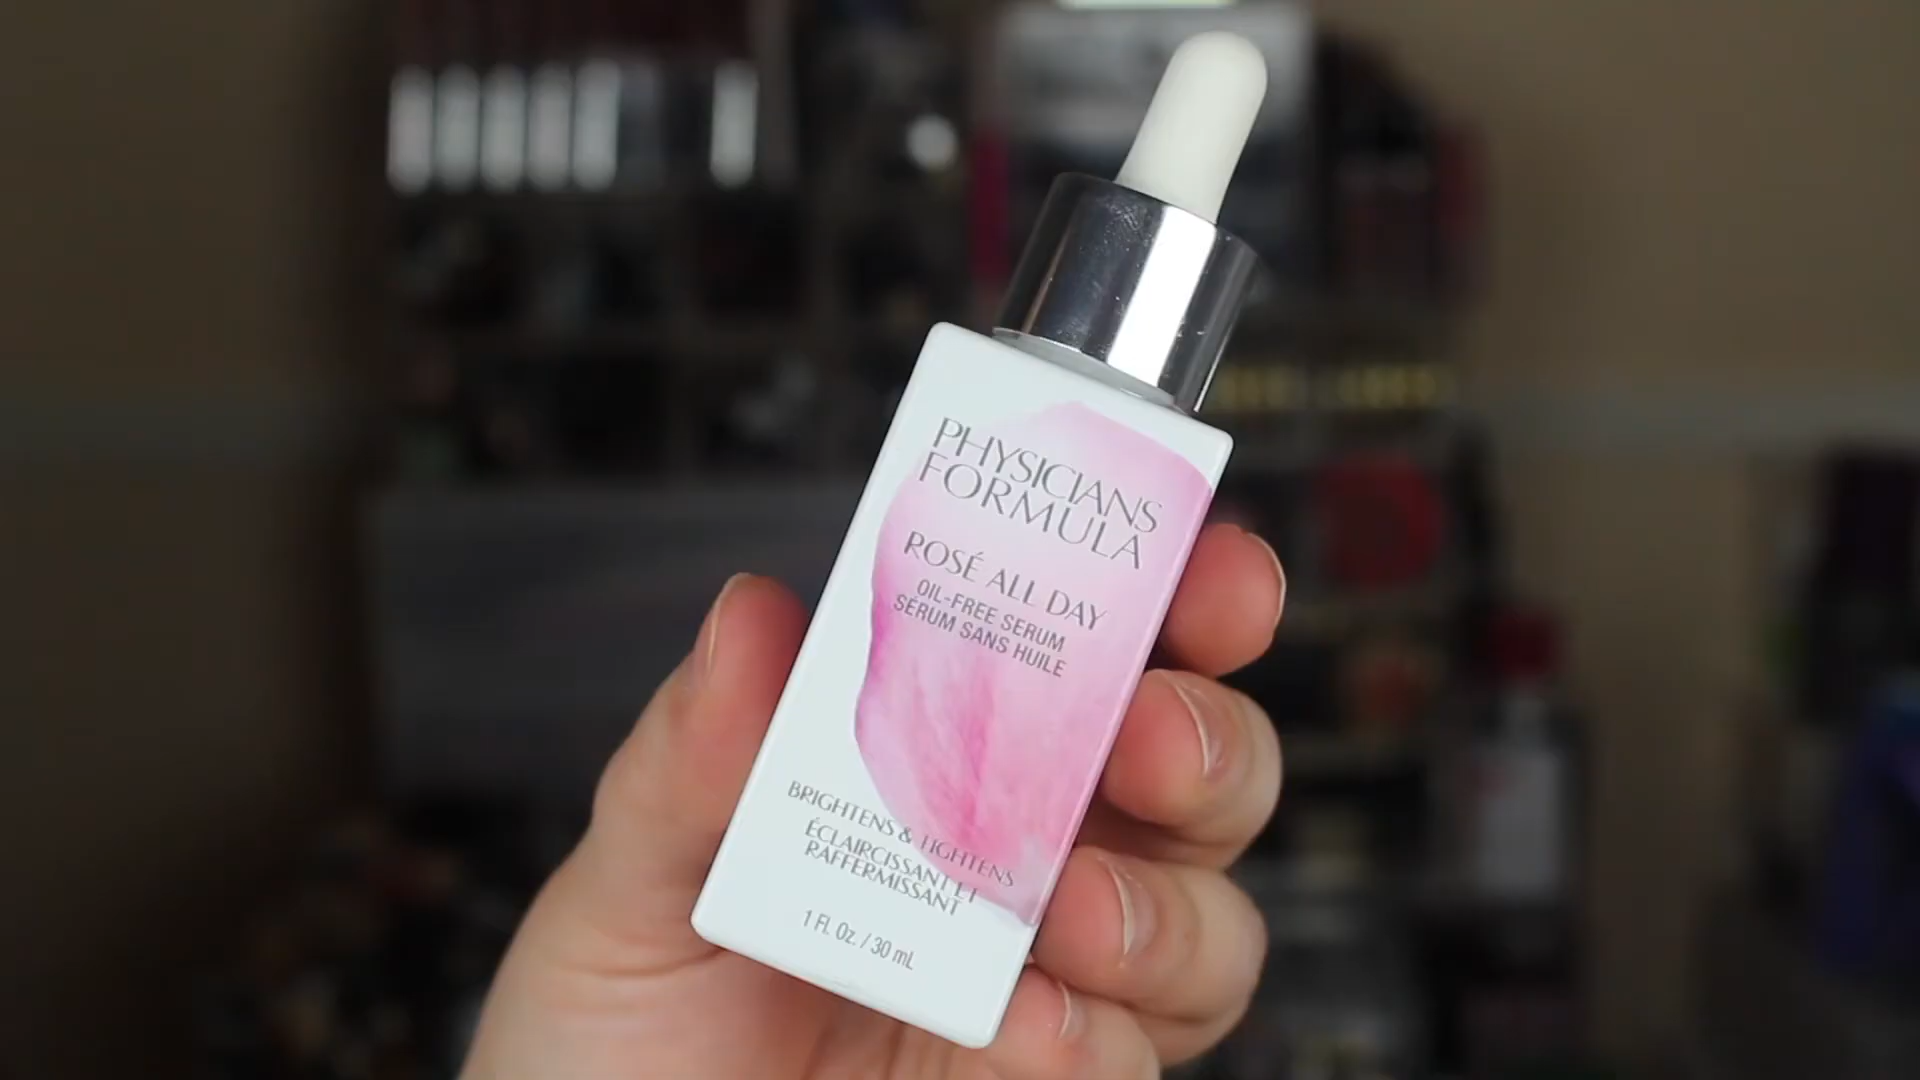 PHYSICIANS
FORMULA
ROSÉ ALL DAY
OIL-FREE SERUM
SÉRUM SANS HUILE
BRIGHTENS & TIGHTENS
ÉCLAIRCISSANT ET
RAFFERMISSANT
1 FL. OZ. / 30 mL